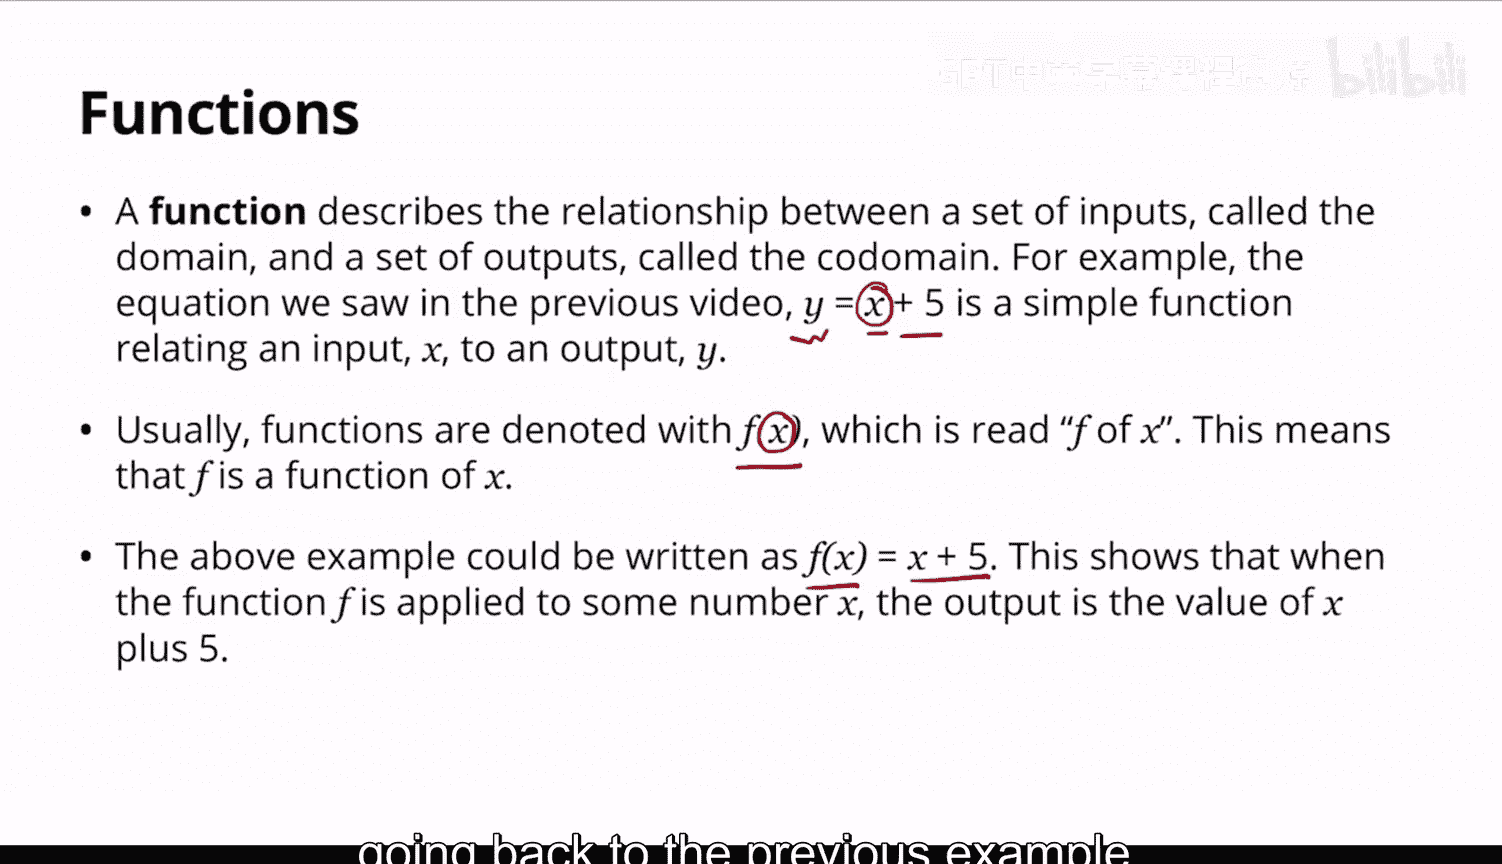 bilibili
Functions
• A function describes the relationship between a set of inputs, called the
domain, and a set of outputs, called the codomain. For example, the
equation we saw in the previous video, y = x + 5 is a simple function
relating an input, x, to an output, y.
• Usually, functions are denoted with f(x), which is read “f of x”. This means
that f is a function of x.
• The above example could be written as f(x) = x + 5. This shows that when
the function f is applied to some number x, the output is the value of x
plus 5.
going back to the previous example